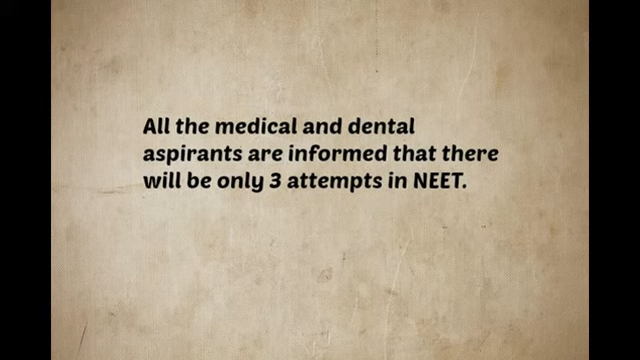 All the medical and dental
aspirants are informed that there
will be only 3 attempts in NEET.